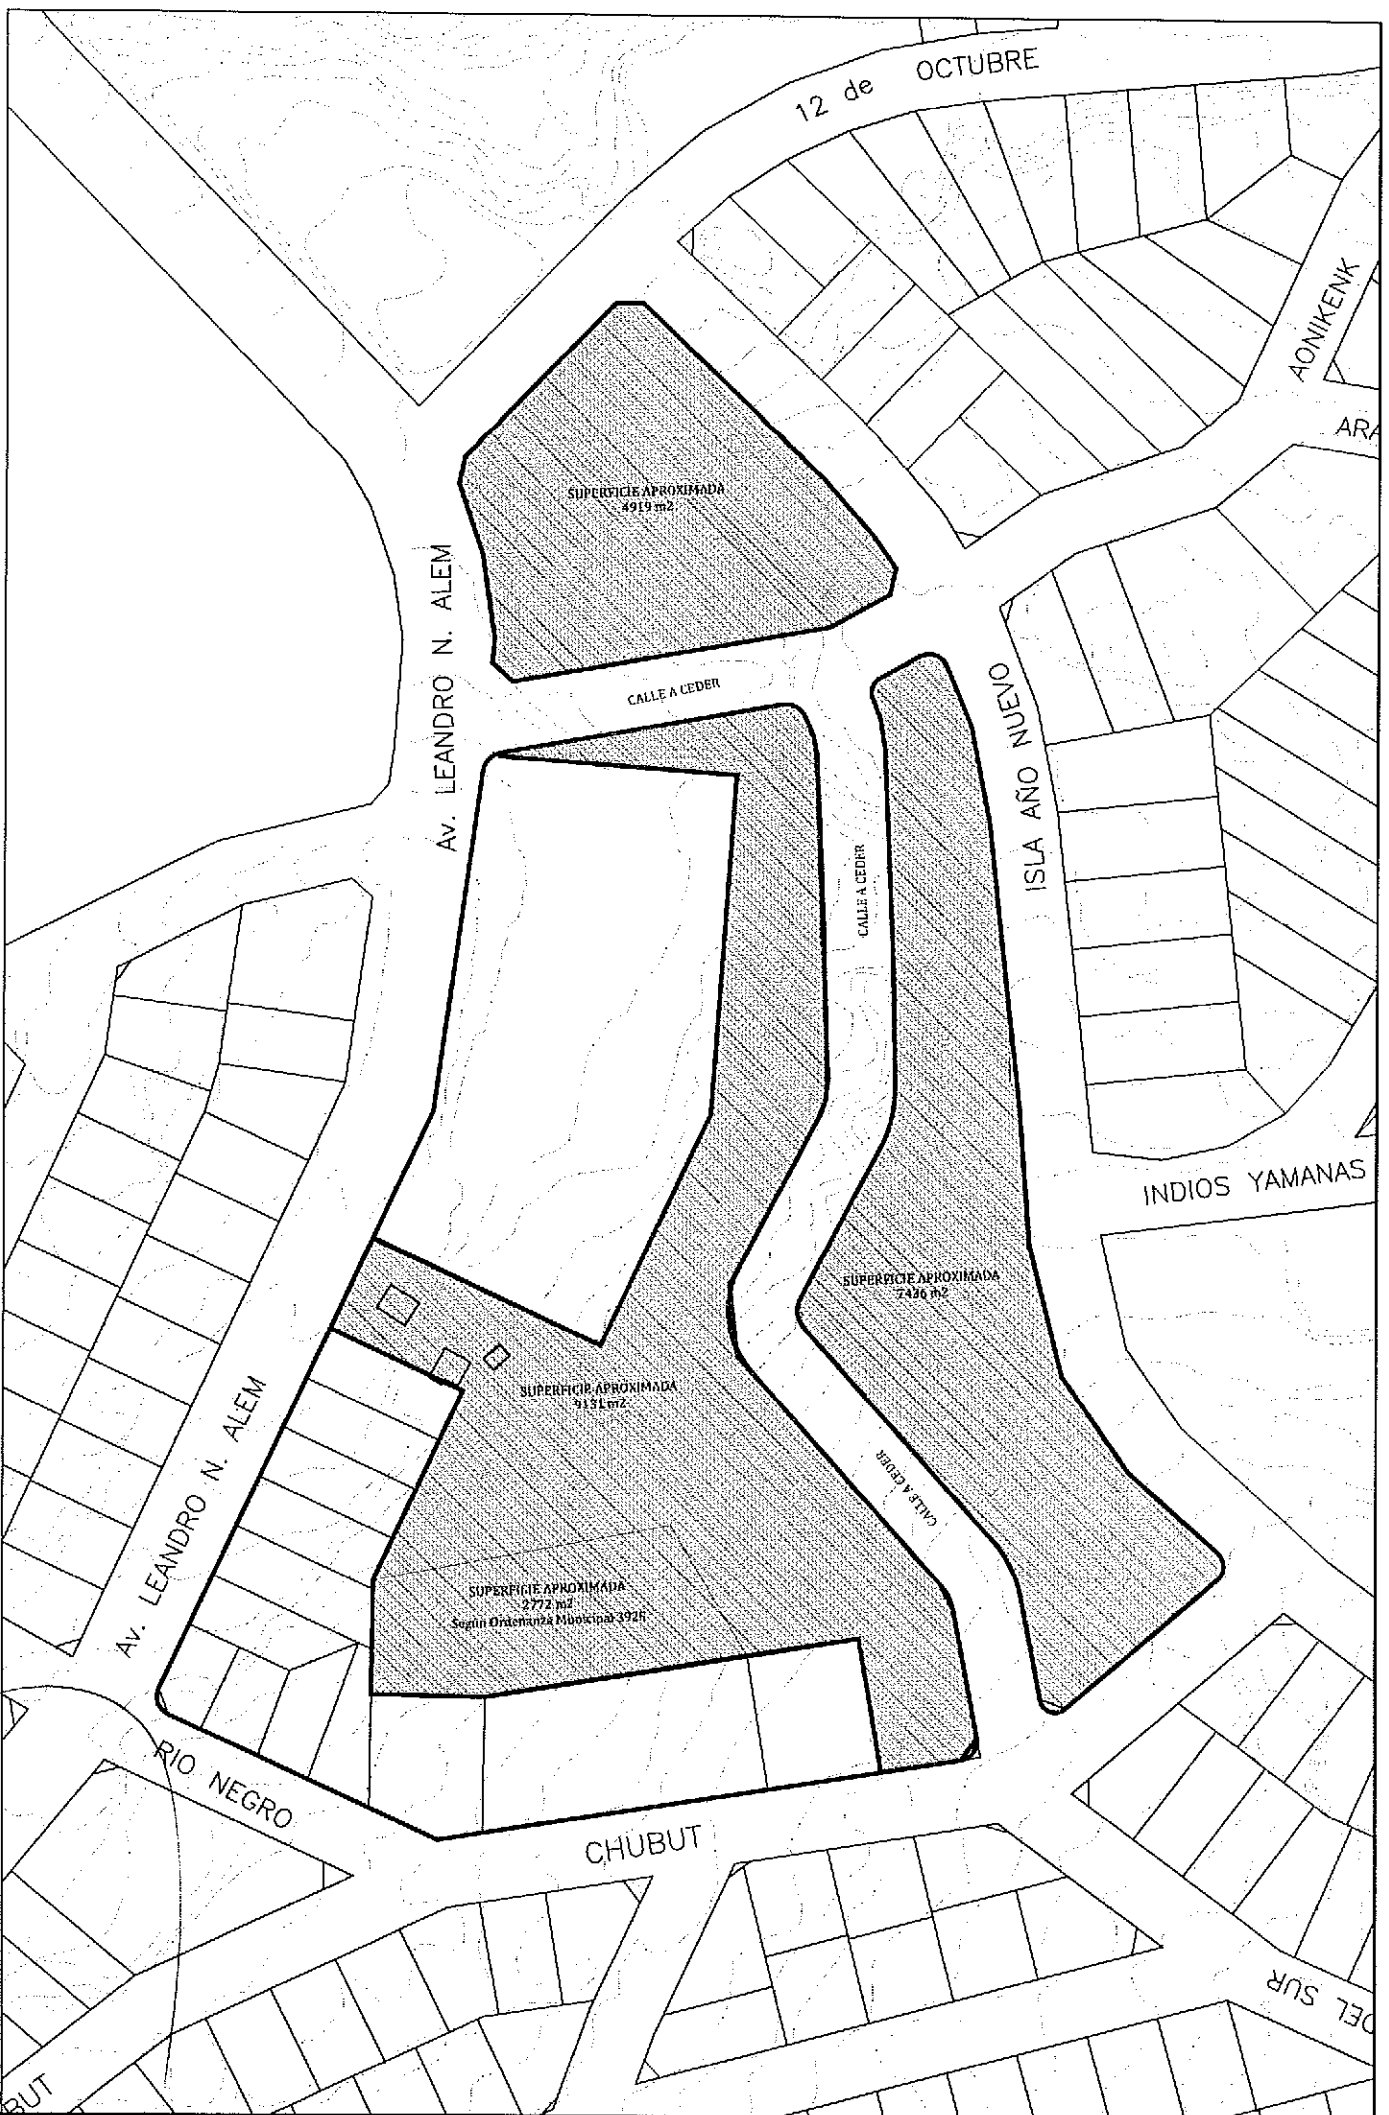 12 de OCTUBRE
AONIKENK
ARA
SUPERFICIE APROXIMADA
4919 m2
Av. LEANDRO N. ALEM
CALLE A CEDER
ISLA AÑO NUEVO
CALLE A CEDER
INDIOS YAMANAS
SUPERFICIE APROXIMADA
7436 m2
SUPERFICIE APROXIMADA
9131 m2
Av. LEANDRO N. ALEM
CALLE A CEDER
SUPERFICIE APROXIMADA
2772 m2
Según Ordenanza Municipal
RIO NEGRO
CHUBUT
DEL SUR
BUT